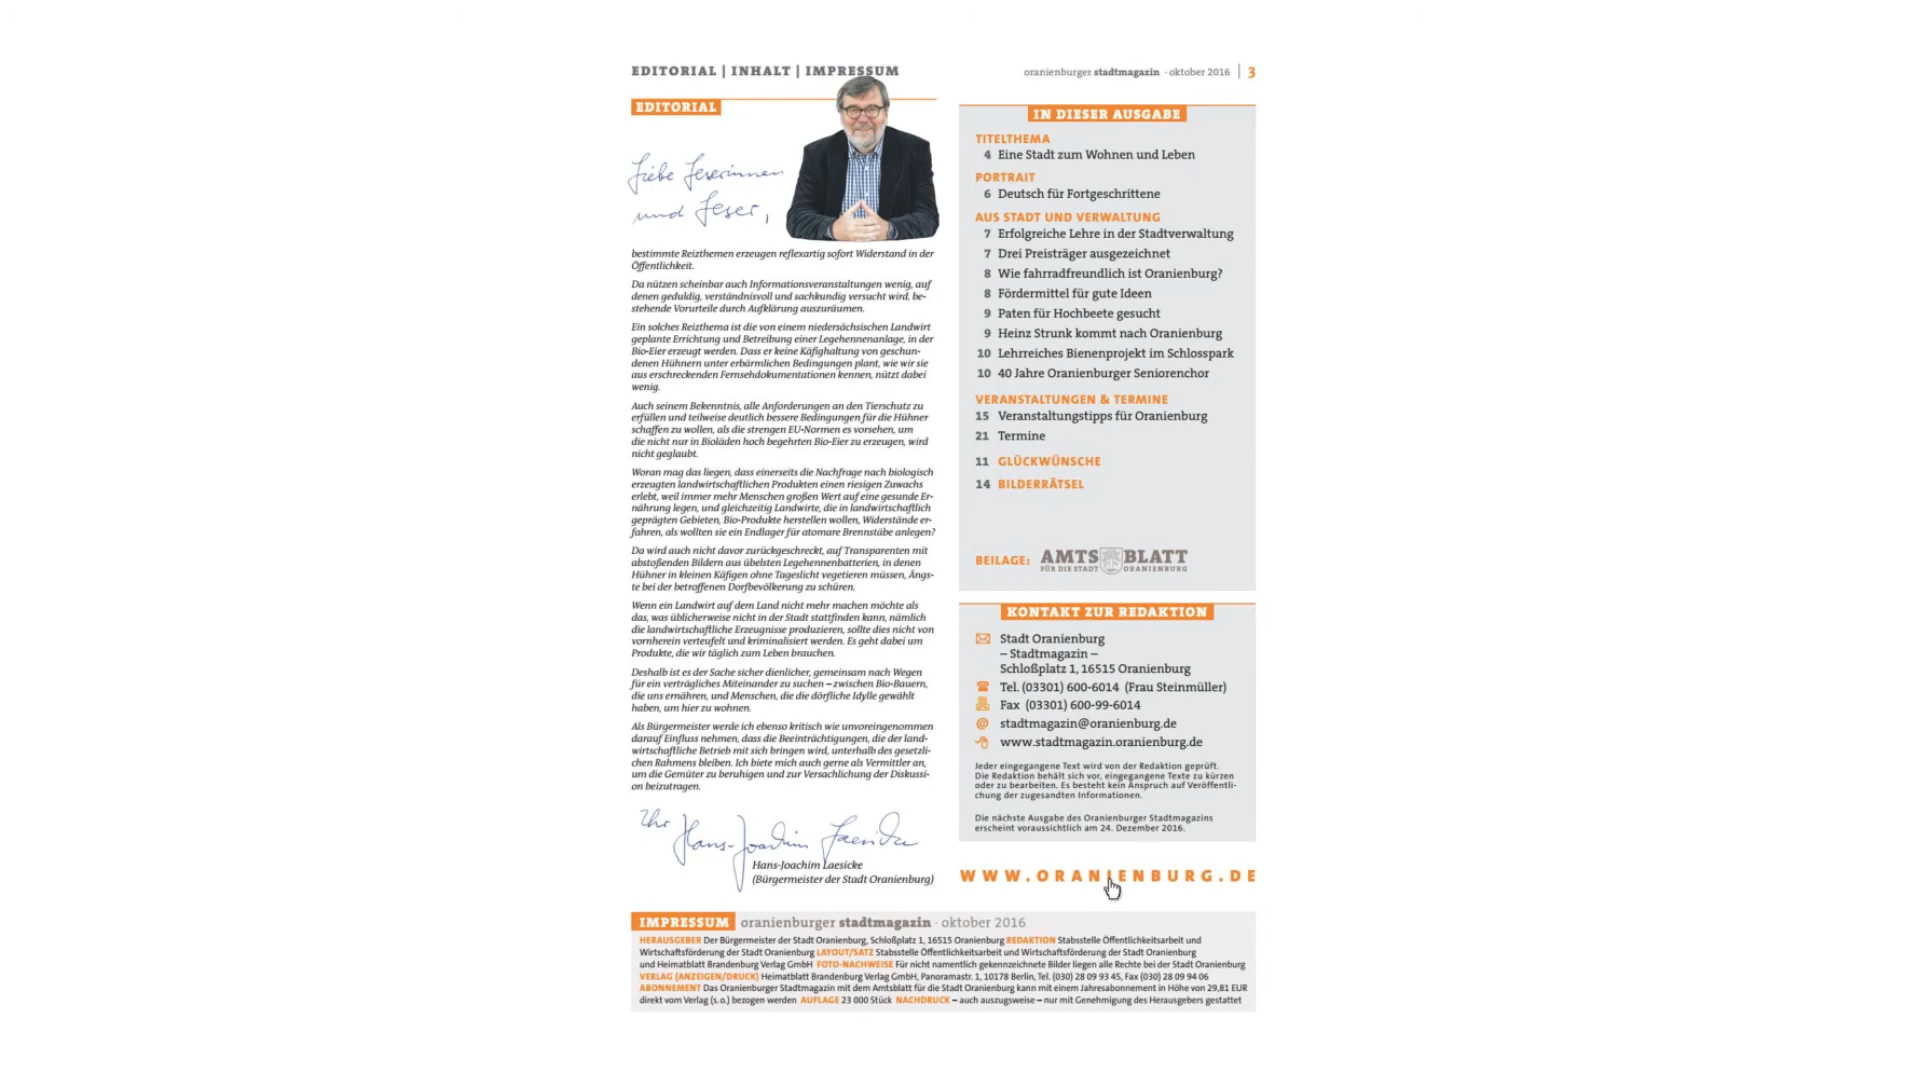 EDITORIAL | INHALT | IMPRESSUM
oranienburger stadtmagazin · oktober 2016 | 3
EDITORIAL
Liebe Leserinnen
und Leser,
bestimmte Reizthemen erzeugen reflexartig sofort Widerstand in der
Öffentlichkeit.
Da nützen scheinbar auch Informationsveranstaltungen wenig, auf
denen geduldig, verständnisvoll und sachkundig versucht wird, be-
stehende Vorurteile durch Aufklärung auszuräumen.
Ein solches Reizthema ist die von einem niedersächsischen Landwirt
geplante Errichtung und Betreibung einer Legehennenanlage, in der
Bio-Eier erzeugt werden. Dass er keine Käfighaltung von geschun-
denen Hühnern unter erbärmlichen Bedingungen plant, wie wir sie
aus erschreckenden Fernsehdokumentationen kennen, nützt dabei
wenig.
Auch seinem Bekenntnis, alle Anforderungen an den Tierschutz zu
erfüllen und teilweise deutlich bessere Bedingungen für die Hühner
schaffen zu wollen, als die strengen EU-Normen es vorsehen, um
die nicht nur in Bioläden hoch begehrten Bio-Eier zu erzeugen, wird
nicht geglaubt.
Woran mag das liegen, dass einerseits die Nachfrage nach biologisch
erzeugten landwirtschaftlichen Produkten einen riesigen Zuwachs
erlebt, weil immer mehr Menschen großen Wert auf eine gesunde Er-
nährung legen, und gleichzeitig Landwirte, die in landwirtschaftlich
geprägten Gebieten, Bio-Produkte herstellen wollen, Widerstände er-
fahren, als wollten sie ein Endlager für atomare Brennstäbe anlegen?
Da wird auch nicht davor zurückgeschreckt, auf Transparenten mit
abstoßenden Bildern aus übelsten Legehennenbatterien, in denen
Hühner in kleinen Käfigen ohne Tageslicht vegetieren müssen, Ängs-
te bei der betroffenen Dorfbevölkerung zu schüren.
Wenn ein Landwirt auf dem Land nicht mehr machen möchte als
das, was üblicherweise nicht in der Stadt stattfinden kann, nämlich
die landwirtschaftliche Erzeugnisse produzieren, sollte dies nicht von
vornherein verteufelt und kriminalisiert werden. Es geht dabei um
Produkte, die wir täglich zum Leben brauchen.
Deshalb ist es der Sache sicher dienlicher, gemeinsam nach Wegen
für ein verträgliches Miteinander zu suchen – zwischen Bio-Bauern,
die uns ernähren, und Menschen, die die dörfliche Idylle gewählt
haben, um hier zu wohnen.
Als Bürgermeister werde ich ebenso kritisch wie unvoreingenommen
darauf Einfluss nehmen, dass die Beeinträchtigungen, die der land-
wirtschaftliche Betrieb mit sich bringen wird, unterhalb des gesetzli-
chen Rahmens bleiben. Ich biete mich auch gerne als Vermittler an,
um die Gemüter zu beruhigen und zur Versachlichung der Diskussi-
on beizutragen.
Ihr Hans-Joachim Laesicke
Hans-Joachim Laesicke
(Bürgermeister der Stadt Oranienburg)
IN DIESER AUSGABE
TITELTHEMA
4 Eine Stadt zum Wohnen und Leben
PORTRAIT
6 Deutsch für Fortgeschrittene
AUS STADT UND VERWALTUNG
7 Erfolgreiche Lehre in der Stadtverwaltung
7 Drei Preisträger ausgezeichnet
8 Wie fahrradfreundlich ist Oranienburg?
8 Fördermittel für gute Ideen
9 Paten für Hochbeete gesucht
9 Heinz Strunk kommt nach Oranienburg
10 Lehrreiches Bienenprojekt im Schlosspark
10 40 Jahre Oranienburger Seniorenchor
VERANSTALTUNGEN & TERMINE
15 Veranstaltungstipps für Oranienburg
21 Termine
11 GLÜCKWÜNSCHE
14 BILDERRÄTSEL
BEILAGE: AMTSBLATT
FÜR DIE STADT ORANIENBURG
KONTAKT ZUR REDAKTION
Stadt Oranienburg
– Stadtmagazin –
Schloßplatz 1, 16515 Oranienburg
Tel. (03301) 600-6014 (Frau Steinmüller)
Fax (03301) 600-99-6014
@ stadtmagazin@oranienburg.de
www.stadtmagazin.oranienburg.de
Jeder eingegangene Text wird von der Redaktion geprüft.
Die Redaktion behält sich vor, eingegangene Texte zu kürzen
oder zu bearbeiten. Es besteht kein Anspruch auf Veröffentli-
chung der zugesandten Informationen.
Die nächste Ausgabe des Oranienburger Stadtmagazins
erscheint voraussichtlich am 24. Dezember 2016.
WWW.ORANIENBURG.DE
IMPRESSUM oranienburger stadtmagazin · oktober 2016
HERAUSGEBER Der Bürgermeister der Stadt Oranienburg, Schloßplatz 1, 16515 Oranienburg REDAKTION Stabsstelle Öffentlichkeitsarbeit und
Wirtschaftsförderung der Stadt Oranienburg LAYOUT/SATZ Stabsstelle Öffentlichkeitsarbeit und Wirtschaftsförderung der Stadt Oranienburg
und Heimatblatt Brandenburg Verlag GmbH FOTO-NACHWEISE Für nicht namentlich gekennzeichnete Bilder liegen alle Rechte bei der Stadt Oranienburg
VERLAG (ANZEIGEN/DRUCK) Heimatblatt Brandenburg Verlag GmbH, Panoramastr. 1, 10178 Berlin, Tel. (030) 28 09 93 45, Fax (030) 28 09 94 06
ABONNEMENT Das Oranienburger Stadtmagazin mit dem Amtsblatt für die Stadt Oranienburg kann mit einem Jahresabonnement in Höhe von 29,81 EUR
direkt vom Verlag (s.o.) bezogen werden AUFLAGE 23 000 Stück NACHDRUCK – auch auszugsweise – nur mit Genehmigung des Herausgebers gestattet